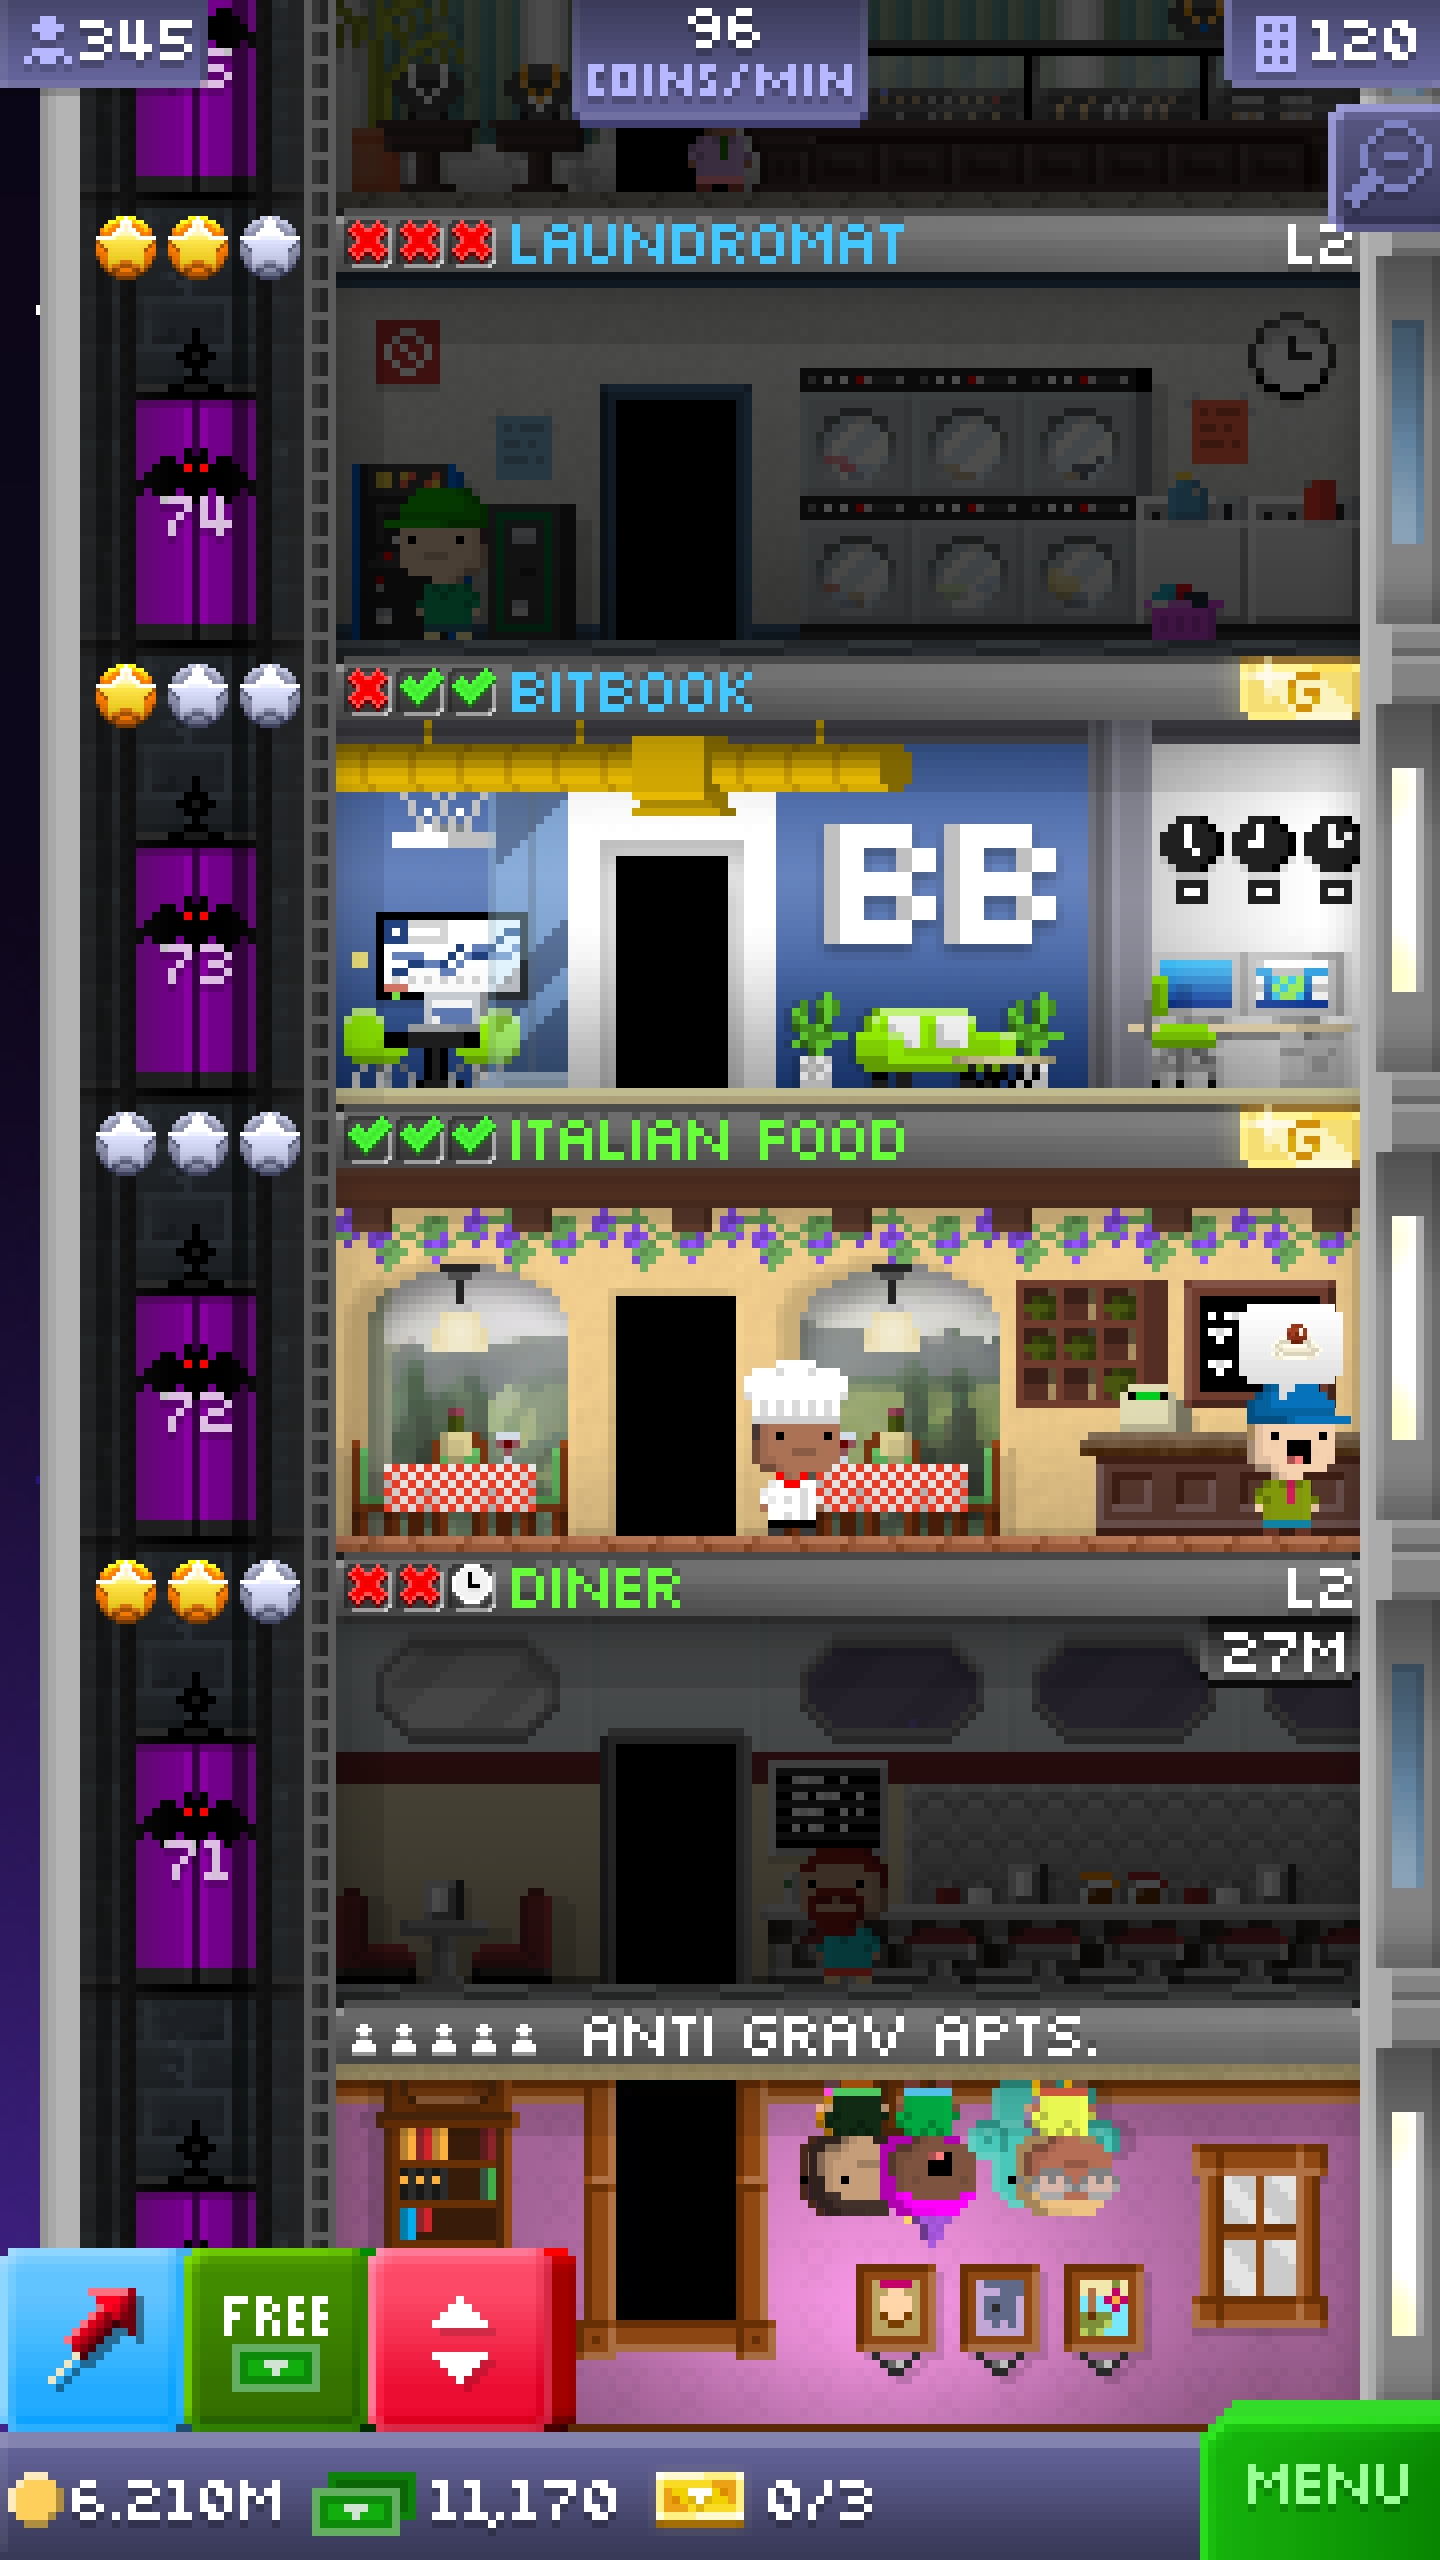 345
96
COINS/MIN
120
LAUNDROMAT L2
74
BITBOOK G
BB
73
ITALIAN FOOD G
72
DINER L2
27M
71
ANTI GRAV APTS.
FREE
6.210M 11,170 0/3
MENU